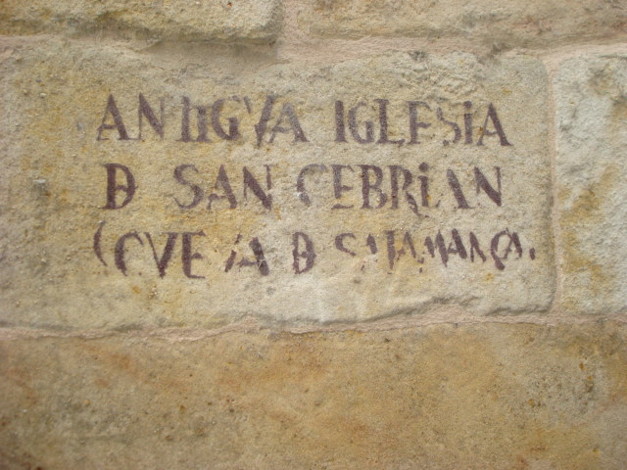 ANTIGVA IGLESIA
Đ SAN CEBRIAN
(CVEVA Đ SALAMANCA).